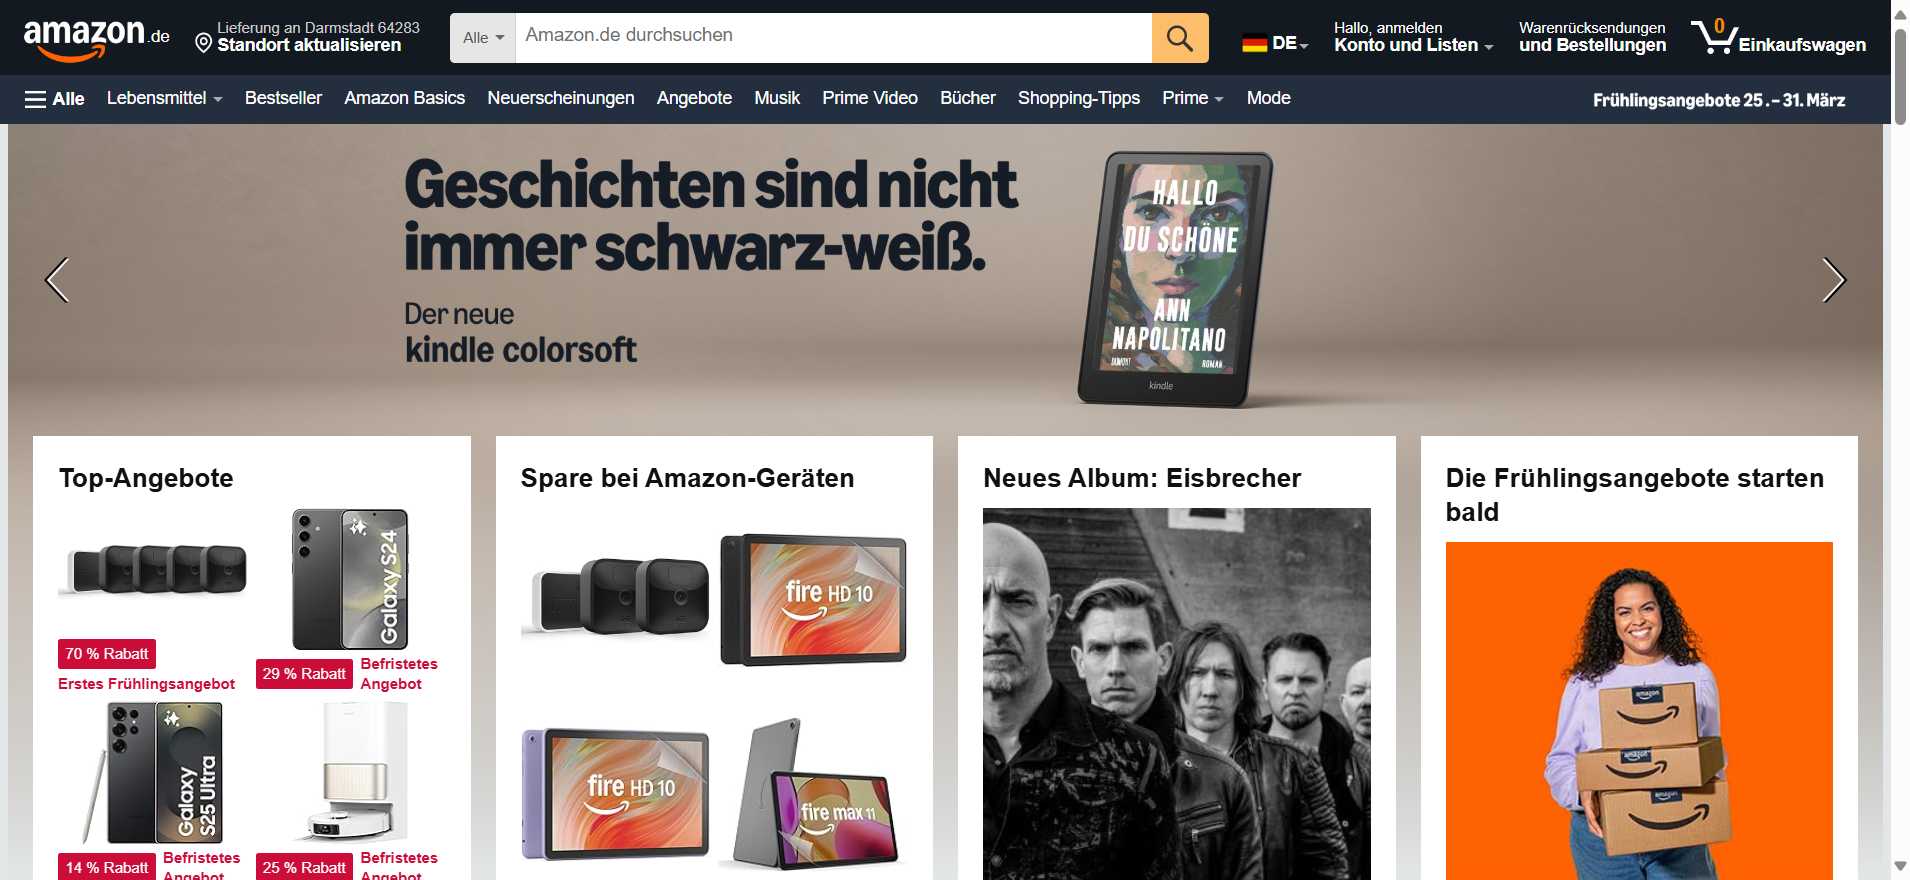 amazon.de
Lieferung an Darmstadt 64283
Standort aktualisieren
Alle
Amazon.de durchsuchen
DE
Hallo, anmelden
Konto und Listen
Warenrücksendungen
und Bestellungen
0
Einkaufswagen
Alle
Lebensmittel
Bestseller
Amazon Basics
Neuerscheinungen
Angebote
Musik
Prime Video
Bücher
Shopping-Tipps
Prime
Mode
Frühlingsangebote 25. – 31. März
Geschichten sind nicht
immer schwarz-weiß.
Der neue
kindle colorsoft
HALLO
DU SCHÖNE
ANN
NAPOLITANO
DUMONT
ROMAN
kindle
Top-Angebote
Galaxy S24
70 % Rabatt
Erstes Frühlingsangebot
29 % Rabatt
Befristetes
Angebot
Galaxy
S25 Ultra
14 % Rabatt
Befristetes
Angebot
25 % Rabatt
Befristetes
Angebot
Spare bei Amazon-Geräten
fire HD 10
fire HD 10
fire max 11
Neues Album: Eisbrecher
Die Frühlingsangebote starten
bald
amazon
amazon
amazon